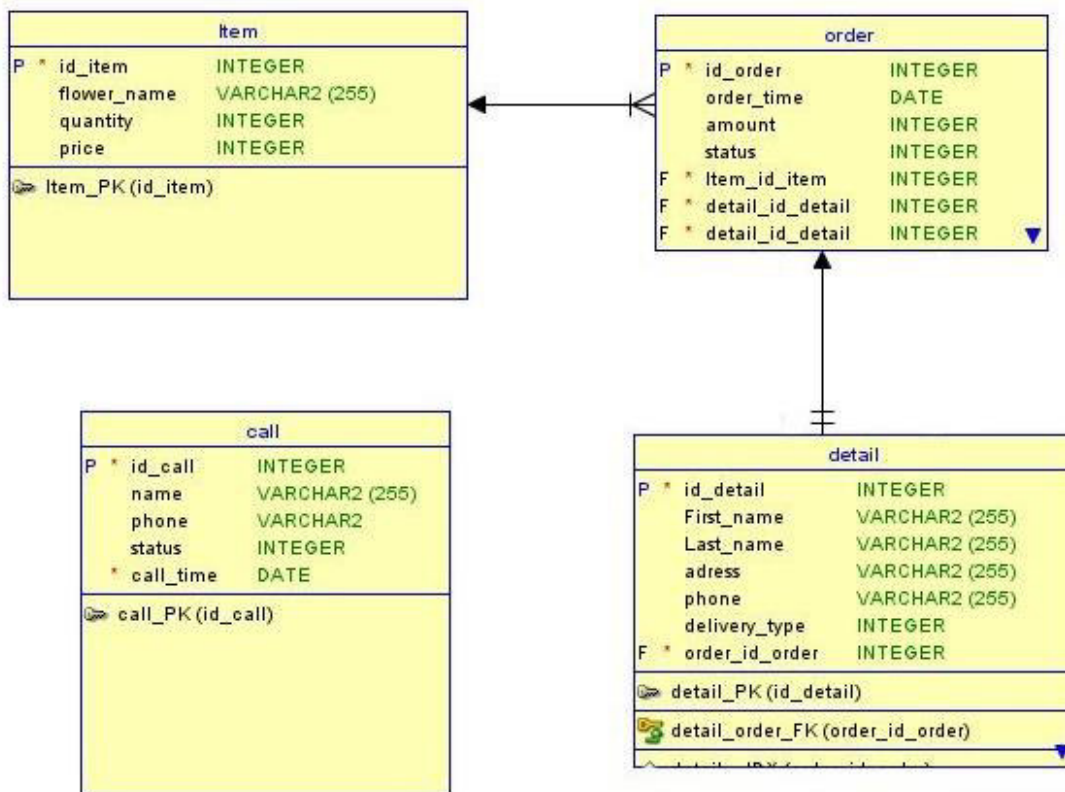 Item
P * id_item INTEGER
flower_name VARCHAR2 (255)
quantity INTEGER
price INTEGER
Item_PK (id_item)
order
P * id_order INTEGER
order_time DATE
amount INTEGER
status INTEGER
F * Item_id_item INTEGER
F * detail_id_detail INTEGER
F * detail_id_detail INTEGER
call
P * id_call INTEGER
name VARCHAR2 (255)
phone VARCHAR2
status INTEGER
* call_time DATE
call_PK (id_call)
detail
P * id_detail INTEGER
First_name VARCHAR2 (255)
Last_name VARCHAR2 (255)
adress VARCHAR2 (255)
phone VARCHAR2 (255)
delivery_type INTEGER
F * order_id_order INTEGER
detail_PK (id_detail)
detail_order_FK (order_id_order)